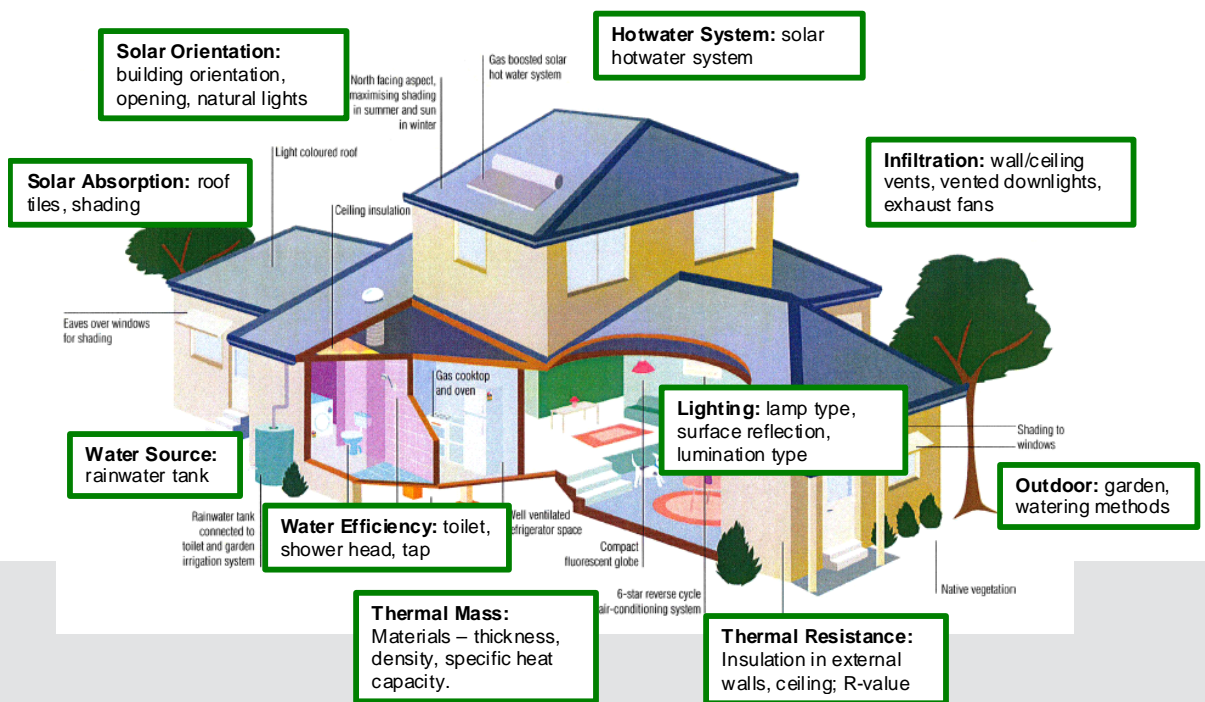 Solar Orientation:
building orientation,
opening, natural lights
Hotwater System: solar
hotwater system
Gas boosted solar
hot water system
North facing aspect,
maximising shading
in summer and sun
in winter
Light coloured roof
Solar Absorption: roof
tiles, shading
Infiltration: wall/ceiling
vents, vented downlights,
exhaust fans
Ceiling insulation
Eaves over windows
for shading
Gas cooktop
and oven
Lighting: lamp type,
surface reflection,
lumination type
Shading to
windows
Water Source:
rainwater tank
Outdoor: garden,
watering methods
Rainwater tank
connected to
toilet and garden
irrigation system
Water Efficiency: toilet,
shower head, tap
ventilated
space
Compact
fluorescent globe
6-star reverse cycle
air-conditioning system
Native vegetation
Thermal Mass:
Materials – thickness,
density, specific heat
capacity.
Thermal Resistance:
Insulation in external
walls, ceiling; R-value